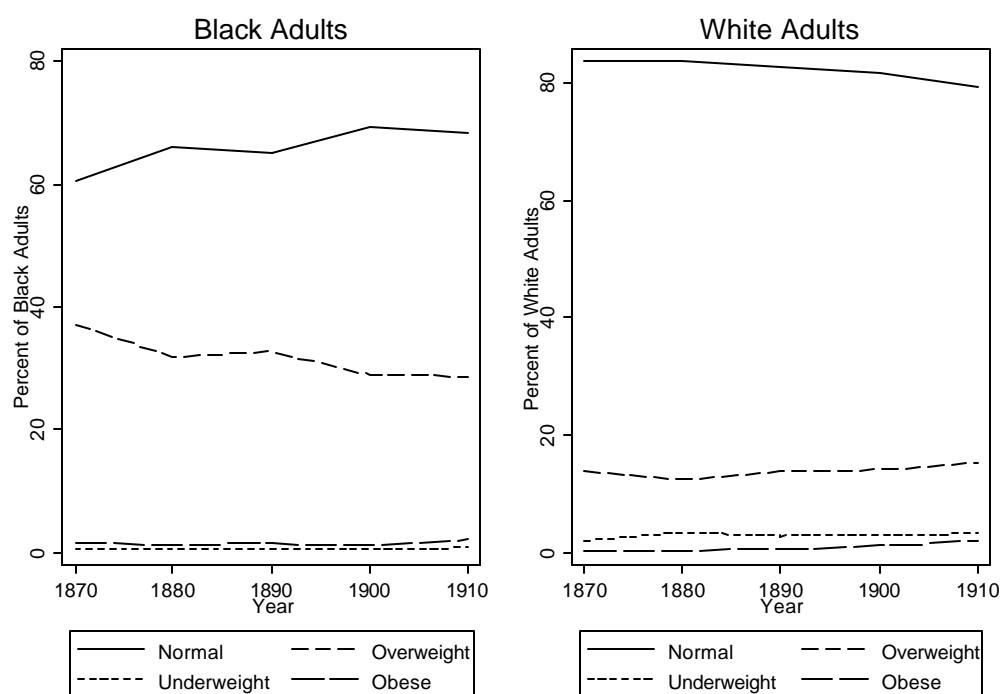 Black Adults
80
60
40
20
0
Percent of Black Adults
1870 1880 1890 1900 1910
Year
Normal Overweight
Underweight Obese
White Adults
80
60
40
20
0
Percent of White Adults
1870 1880 1890 1900 1910
Year
Normal Overweight
Underweight Obese